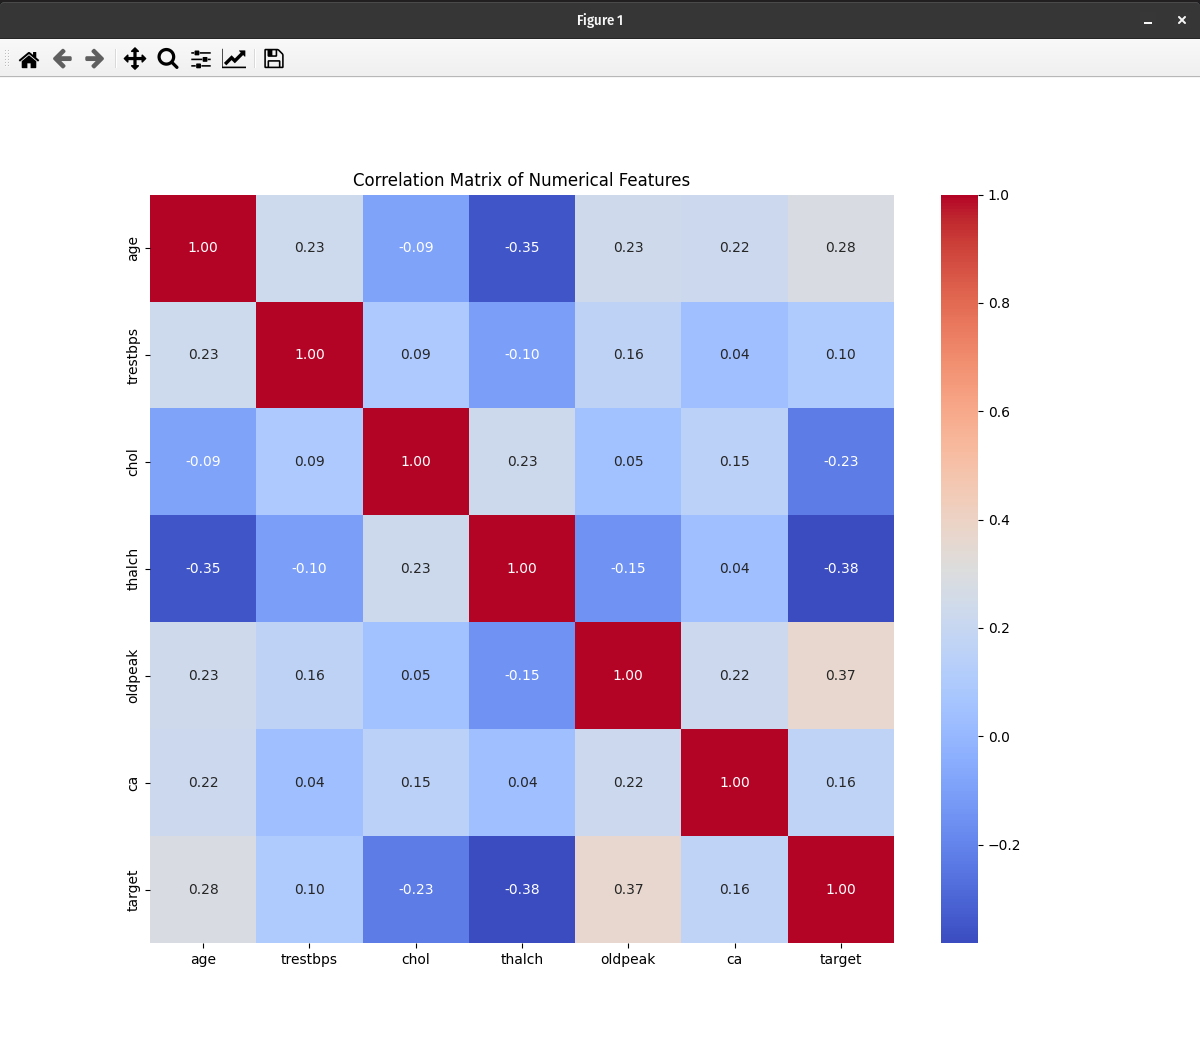 Figure 1
Correlation Matrix of Numerical Features
age 1.00 0.23 -0.09 -0.35 0.23 0.22 0.28
trestbps 0.23 1.00 0.09 -0.10 0.16 0.04 0.10
chol -0.09 0.09 1.00 0.23 0.05 0.15 -0.23
thalch -0.35 -0.10 0.23 1.00 -0.15 0.04 -0.38
oldpeak 0.23 0.16 0.05 -0.15 1.00 0.22 0.37
ca 0.22 0.04 0.15 0.04 0.22 1.00 0.16
target 0.28 0.10 -0.23 -0.38 0.37 0.16 1.00
age trestbps chol thalch oldpeak ca target
1.0
0.8
0.6
0.4
0.2
0.0
−0.2